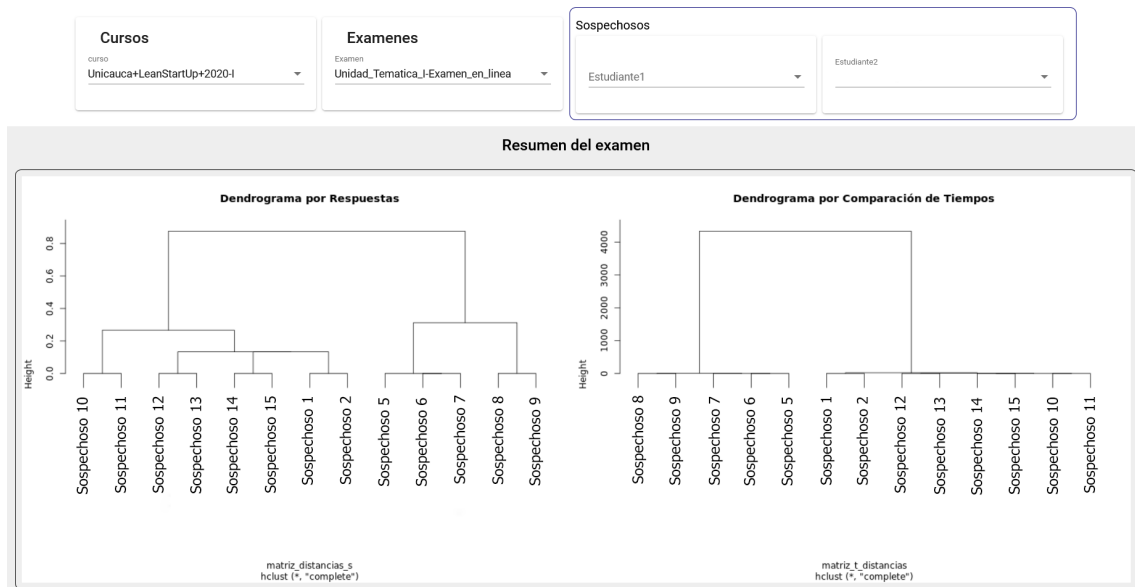 Cursos
curso
Unicauca+LeanStartUp+2020-I
Examenes
Examen
Unidad_Tematica_I-Examen_en_linea
Sospechosos
Estudiante1
Estudiante2
Resumen del examen
Dendrograma por Respuestas
Height
0.0
0.2
0.4
0.6
0.8
Sospechoso 10
Sospechoso 11
Sospechoso 12
Sospechoso 13
Sospechoso 14
Sospechoso 15
Sospechoso 1
Sospechoso 2
Sospechoso 5
Sospechoso 6
Sospechoso 7
Sospechoso 8
Sospechoso 9
matriz_distancias_s
hclust (*, "complete")
Dendrograma por Comparación de Tiempos
Height
0
1000
2000
3000
4000
Sospechoso 8
Sospechoso 9
Sospechoso 7
Sospechoso 6
Sospechoso 5
Sospechoso 1
Sospechoso 2
Sospechoso 12
Sospechoso 13
Sospechoso 14
Sospechoso 15
Sospechoso 10
Sospechoso 11
matriz_t_distancias
hclust (*, "complete")